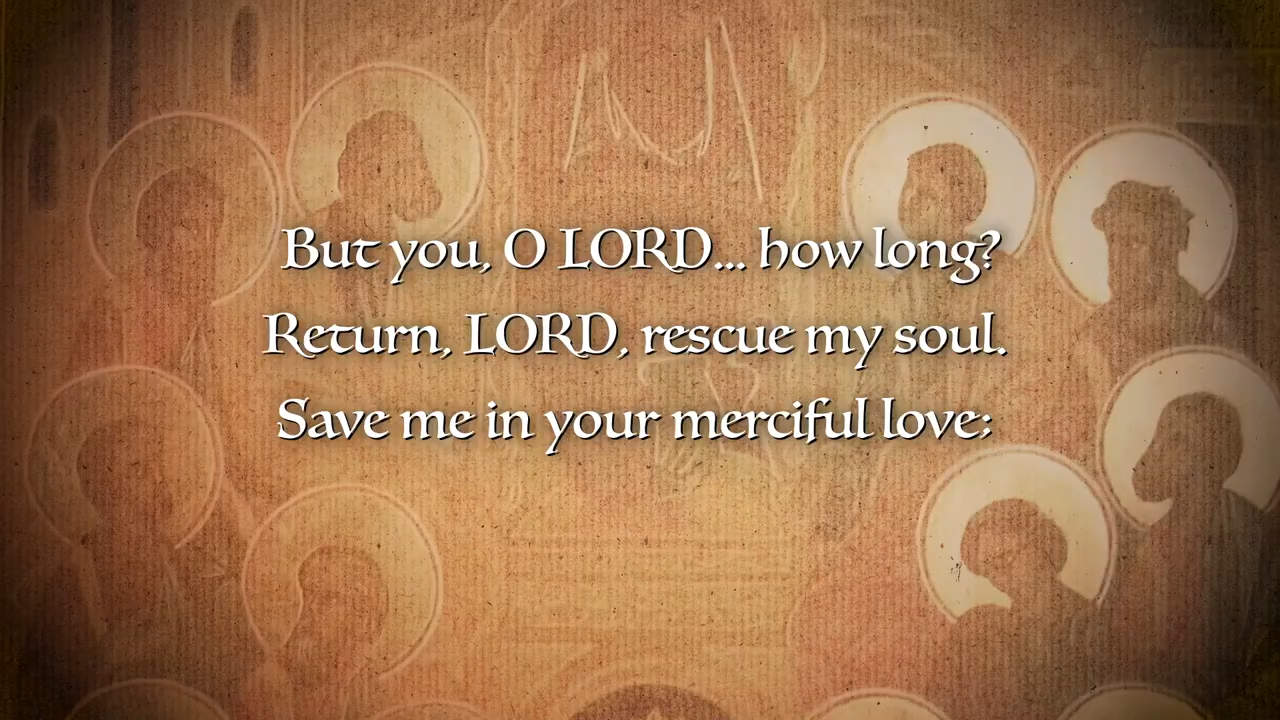 But you, O LORD... how long?
Return, LORD, rescue my soul.
Save me in your merciful love: